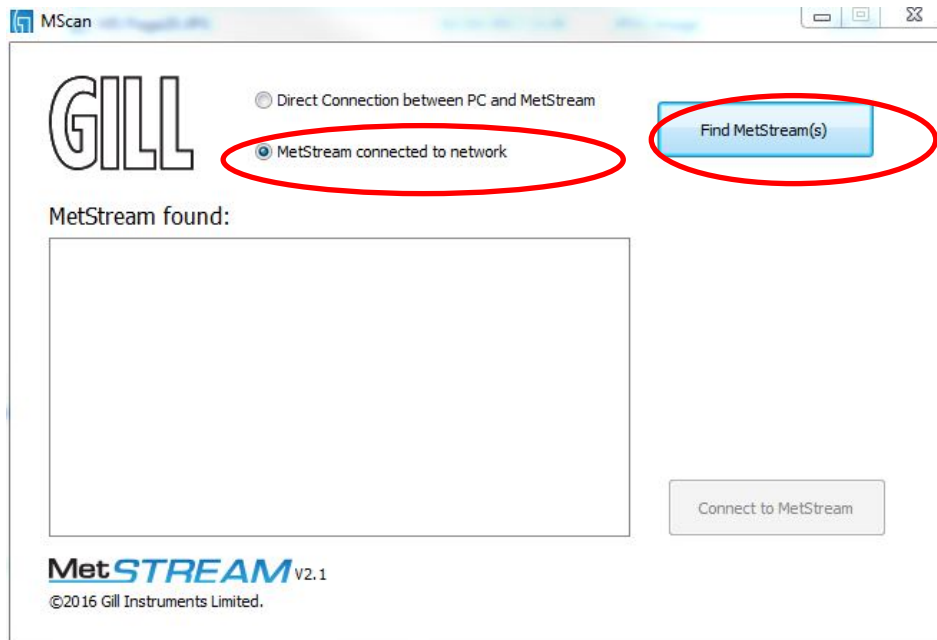 MScan
GILL
Direct Connection between PC and MetStream
MetStream connected to network
Find MetStream(s)
MetStream found:
Connect to MetStream
MetSTREAM V2.1
©2016 Gill Instruments Limited.